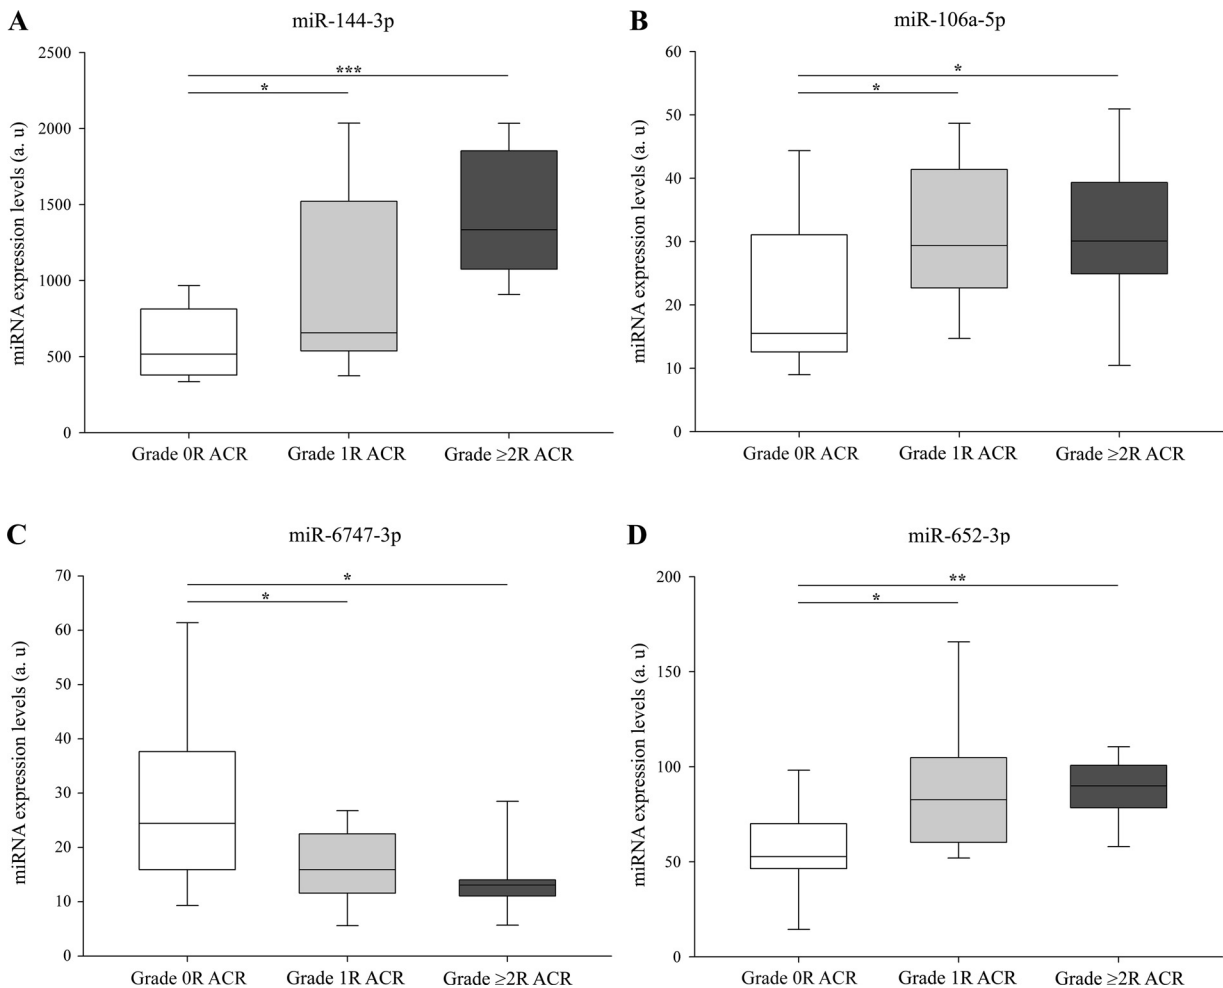 A
miR-144-3p
miRNA expression levels (a. u)
2500
2000
1500
1000
500
0
***
*
Grade 0R ACR
Grade 1R ACR
Grade ≥2R ACR
B
miR-106a-5p
miRNA expression levels (a. u)
60
50
40
30
20
10
0
*
*
Grade 0R ACR
Grade 1R ACR
Grade ≥2R ACR
C
miR-6747-3p
miRNA expression levels (a. u)
70
60
50
40
30
20
10
0
*
*
Grade 0R ACR
Grade 1R ACR
Grade ≥2R ACR
D
miR-652-3p
miRNA expression levels (a. u)
200
150
100
50
0
**
*
Grade 0R ACR
Grade 1R ACR
Grade ≥2R ACR